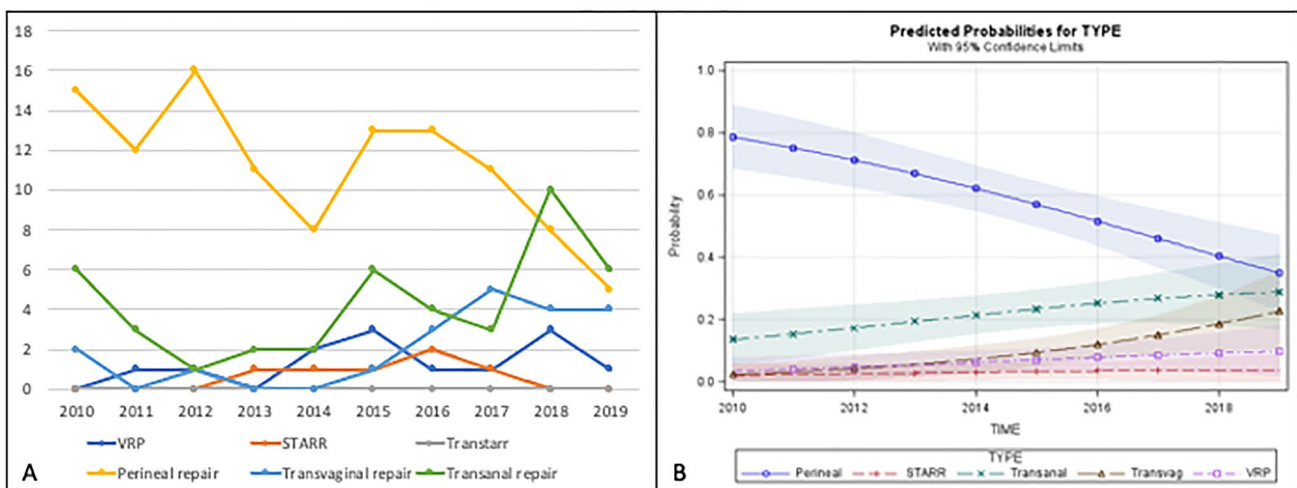 18
16
14
12
10
8
6
4
2
0
2010 2011 2012 2013 2014 2015 2016 2017 2018 2019
VRP STARR Transtarr
Perineal repair Transvaginal repair Transanal repair
A
Predicted Probabilities for TYPE
With 95% Confidence Limits
1.0
0.8
0.6
0.4
0.2
0.0
Probability
2010 2012 2014 2016 2018
TIME
TYPE
Perineal STARR Transanal Transvag VRP
B